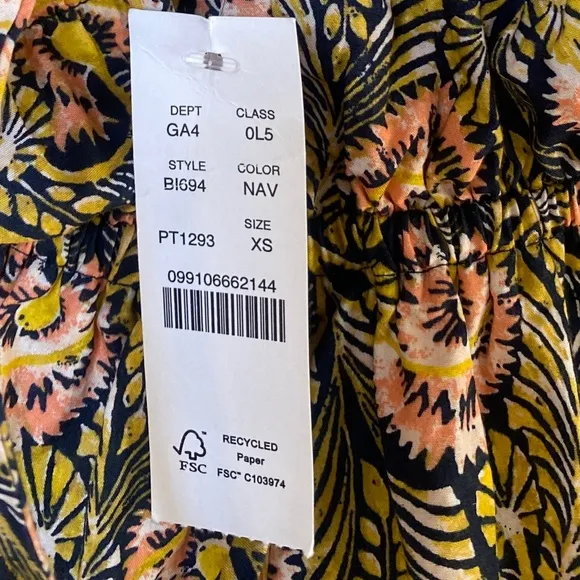 DEPT CLASS
GA4 0L5
STYLE COLOR
BI694 NAV
SIZE
PT1293 XS
099106662144
FSC
RECYCLED
Paper
FSC™ C103974